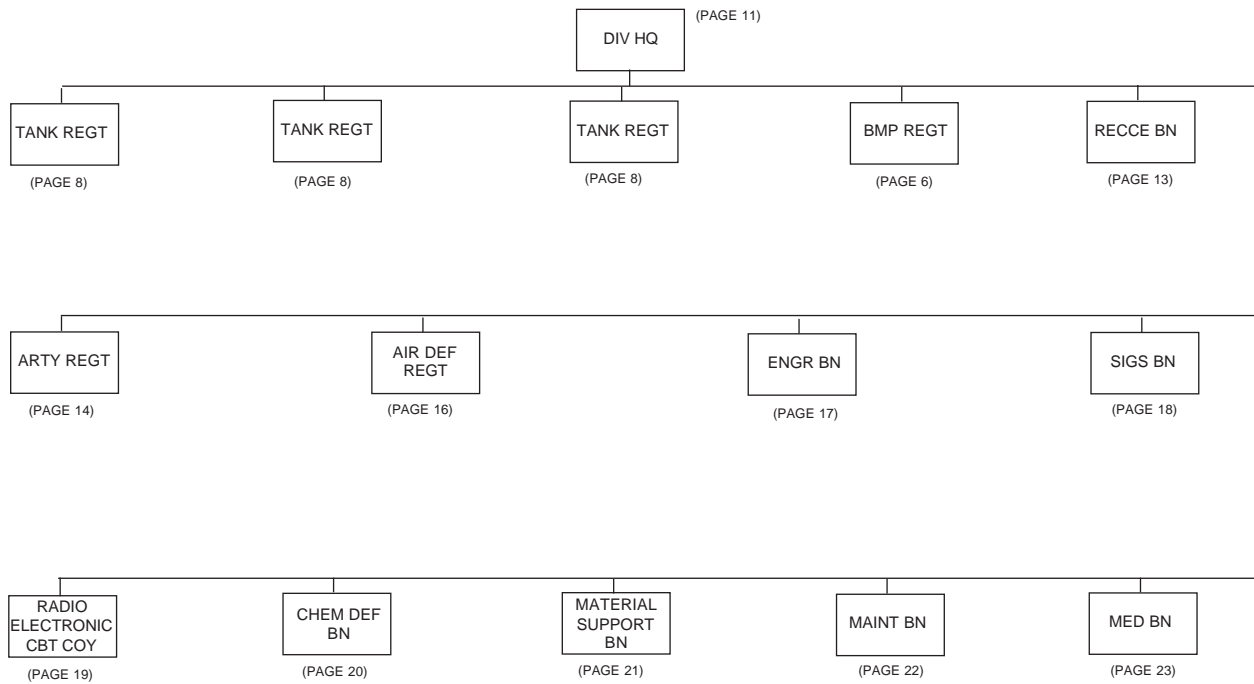 (PAGE 11)
DIV HQ
TANK REGT
TANK REGT
TANK REGT
BMP REGT
RECCE BN
(PAGE 8)
(PAGE 8)
(PAGE 8)
(PAGE 6)
(PAGE 13)
ARTY REGT
AIR DEF
REGT
ENGR BN
SIGS BN
(PAGE 14)
(PAGE 16)
(PAGE 17)
(PAGE 18)
RADIO
ELECTRONIC
CBT COY
CHEM DEF
BN
MATERIAL
SUPPORT
BN
MAINT BN
MED BN
(PAGE 19)
(PAGE 20)
(PAGE 21)
(PAGE 22)
(PAGE 23)